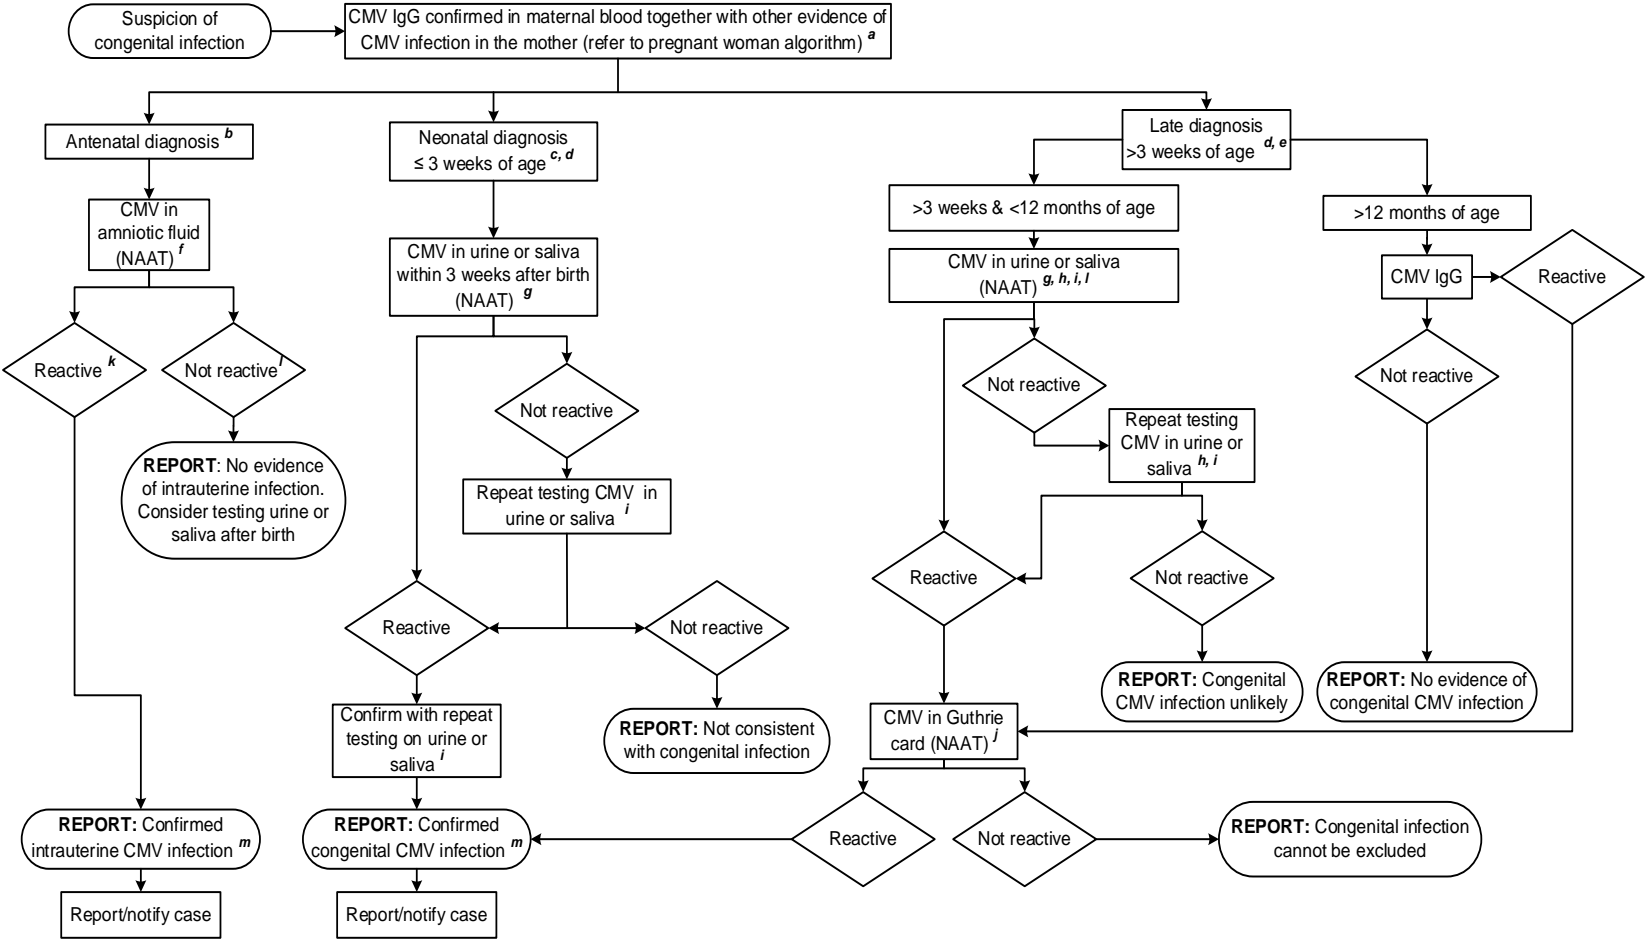 Suspicion of
congenital infection
CMV IgG confirmed in maternal blood together with other evidence of
CMV infection in the mother (refer to pregnant woman algorithm) a
Antenatal diagnosis b
CMV in
amniotic fluid
(NAAT) f
Reactive k
Not reactive l
REPORT: No evidence
of intrauterine infection.
Consider testing urine or
saliva after birth
REPORT: Confirmed
intrauterine CMV infection m
Report/notify case
Neonatal diagnosis
≤ 3 weeks of age c, d
CMV in urine or saliva
within 3 weeks after birth
(NAAT) g
Not reactive
Repeat testing CMV in
urine or saliva i
Reactive
Not reactive
Confirm with repeat
testing on urine or
saliva i
REPORT: Not consistent
with congenital infection
REPORT: Confirmed
congenital CMV infection m
Report/notify case
Late diagnosis
>3 weeks of age d, e
>3 weeks & <12 months of age
CMV in urine or saliva
(NAAT) g, h, i, l
Not reactive
Repeat testing
CMV in urine or
saliva h, i
Reactive
Not reactive
REPORT: Congenital
CMV infection unlikely
CMV in Guthrie
card (NAAT) j
Reactive
Not reactive
REPORT: Congenital infection
cannot be excluded
>12 months of age
CMV IgG
Reactive
Not reactive
REPORT: No evidence of
congenital CMV infection